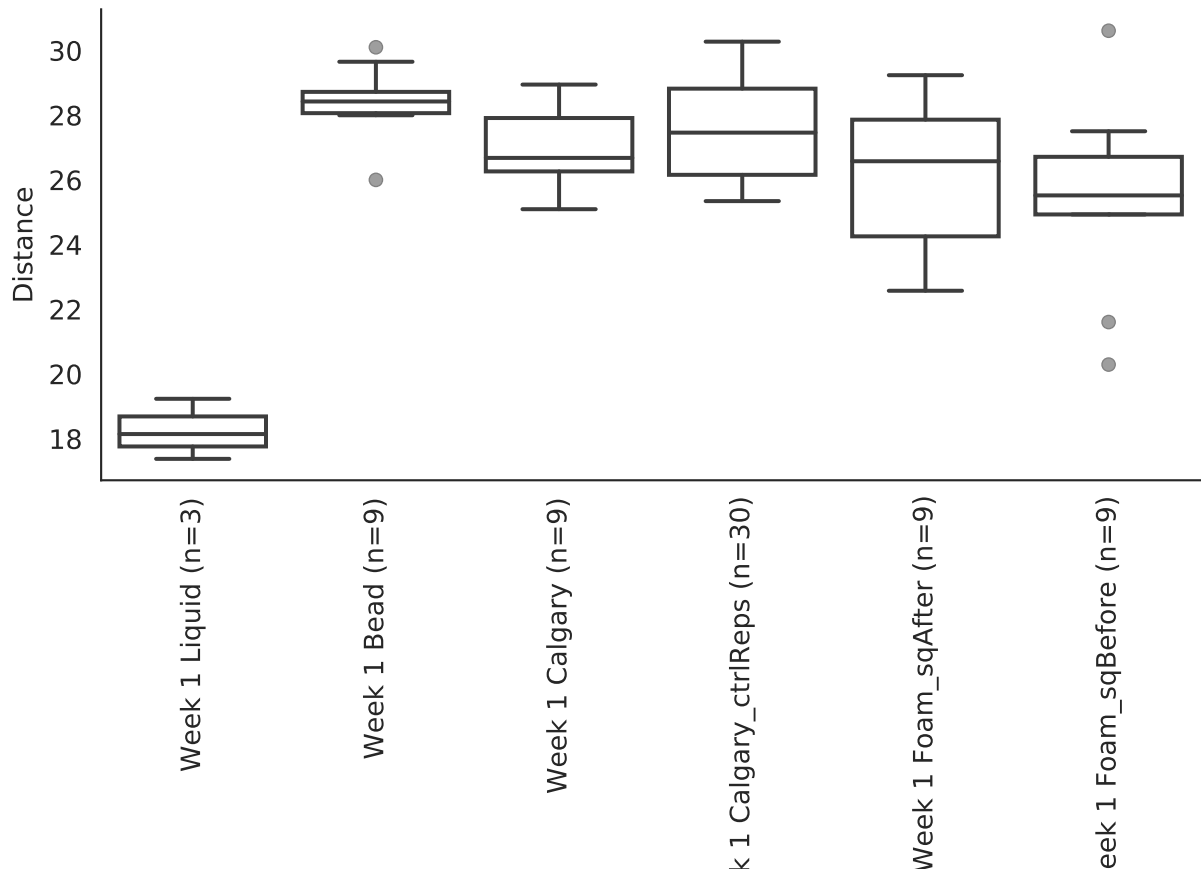 30
28
26
24
22
20
18
Distance
Week 1 Liquid (n=3)
Week 1 Bead (n=9)
Week 1 Calgary (n=9)
k 1 Calgary_ctrlReps (n=30)
Week 1 Foam_sqAfter (n=9)
eek 1 Foam_sqBefore (n=9)